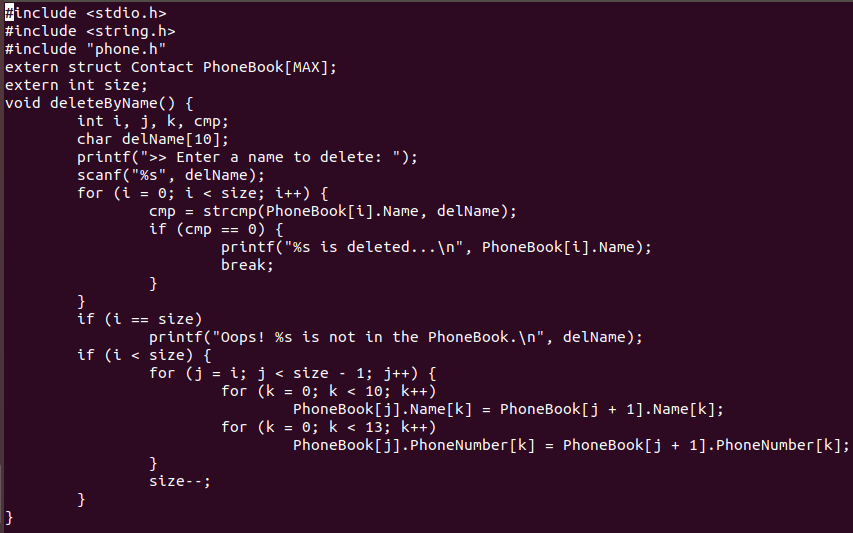 #include <stdio.h>
#include <string.h>
#include "phone.h"
extern struct Contact PhoneBook[MAX];
extern int size;
void deleteByName() {
        int i, j, k, cmp;
        char delName[10];
        printf(">> Enter a name to delete: ");
        scanf("%s", delName);
        for (i = 0; i < size; i++) {
                cmp = strcmp(PhoneBook[i].Name, delName);
                if (cmp == 0) {
                        printf("%s is deleted...\n", PhoneBook[i].Name);
                        break;
                }
        }
        if (i == size)
                printf("Oops! %s is not in the PhoneBook.\n", delName);
        if (i < size) {
                for (j = i; j < size - 1; j++) {
                        for (k = 0; k < 10; k++)
                                PhoneBook[j].Name[k] = PhoneBook[j + 1].Name[k];
                        for (k = 0; k < 13; k++)
                                PhoneBook[j].PhoneNumber[k] = PhoneBook[j + 1].PhoneNumber[k];
                }
                size--;
        }
}